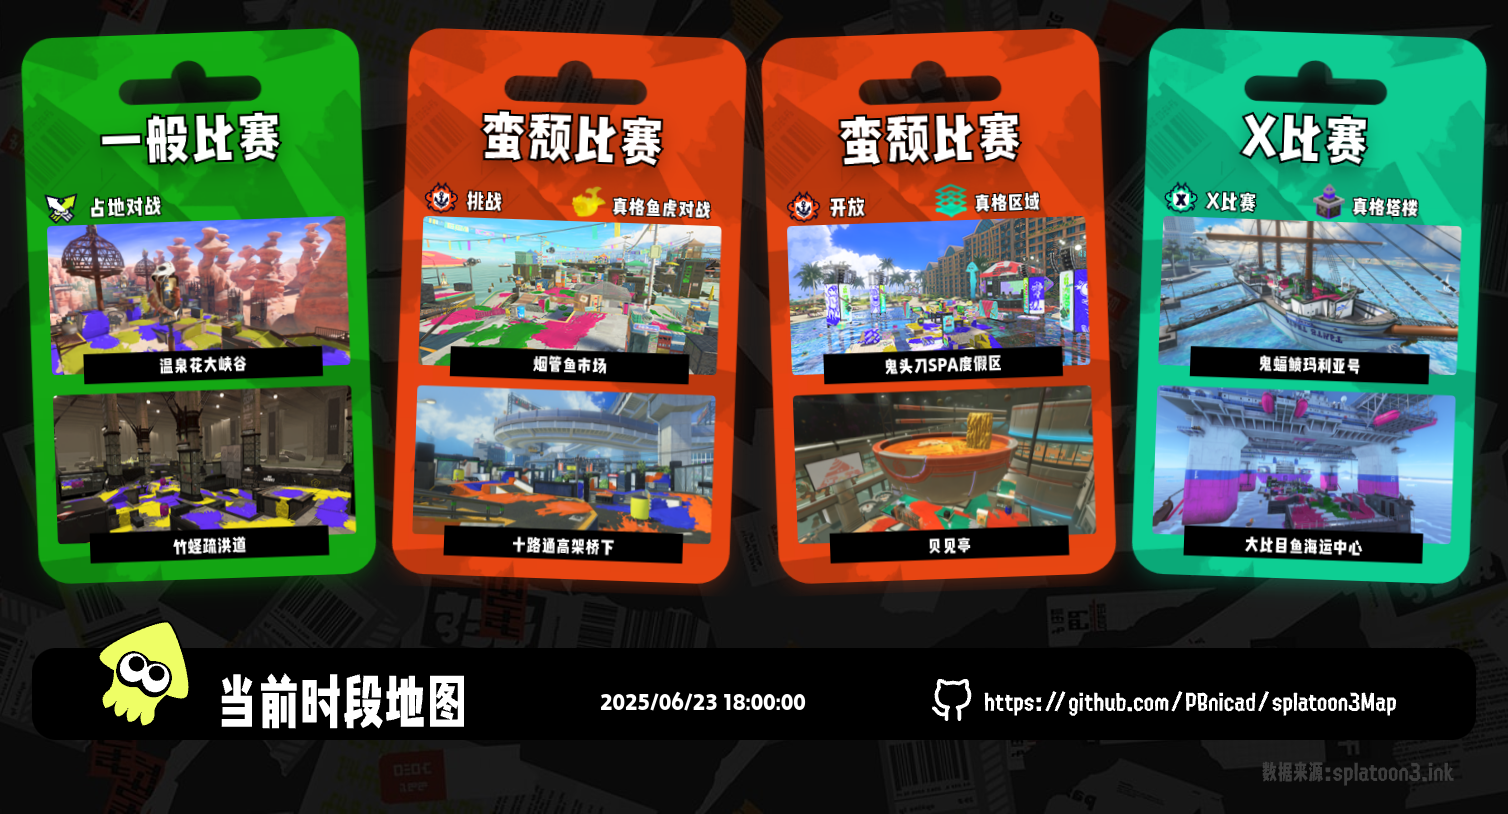 一般比赛
占地对战
温泉花大峡谷
竹蛏疏洪道
蛮颓比赛
挑战
真格鱼虎对战
烟管鱼市场
十路通高架桥下
蛮颓比赛
开放
真格区域
鬼头刀SPA度假区
贝贝亭
X比赛
X比赛
真格塔楼
鬼蝠鲼玛利亚号
大比目鱼海运中心
当前时段地图
2025/06/23 18:00:00
https://github.com/PBnicad/splatoon3Map
数据来源:splatoon3.ink